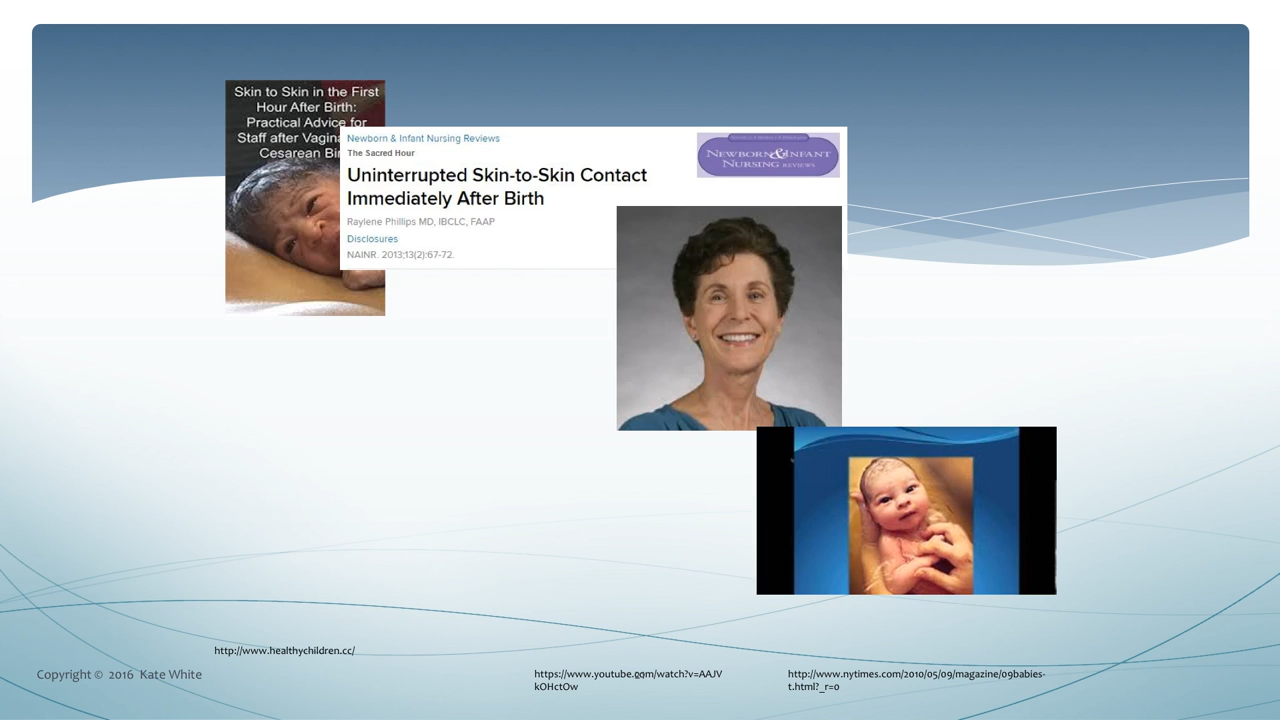 Skin to Skin in the First
Hour After Birth:
Practical Advice for
Staff after Vagina
Cesarean Bir
Newborn & Infant Nursing Reviews
The Sacred Hour
Uninterrupted Skin-to-Skin Contact
Immediately After Birth
Raylene Phillips MD, IBCLC, FAAP
Disclosures
NAINR. 2013;13(2):67-72.
NEWBORN&INFANT
NURSING REVIEWS
http://www.healthychildren.cc/
Copyright © 2016 Kate White
https://www.youtube.gqm/watch?v=AAJV
kOHctOw
http://www.nytimes.com/2010/05/09/magazine/09babies-
t.html?_r=0